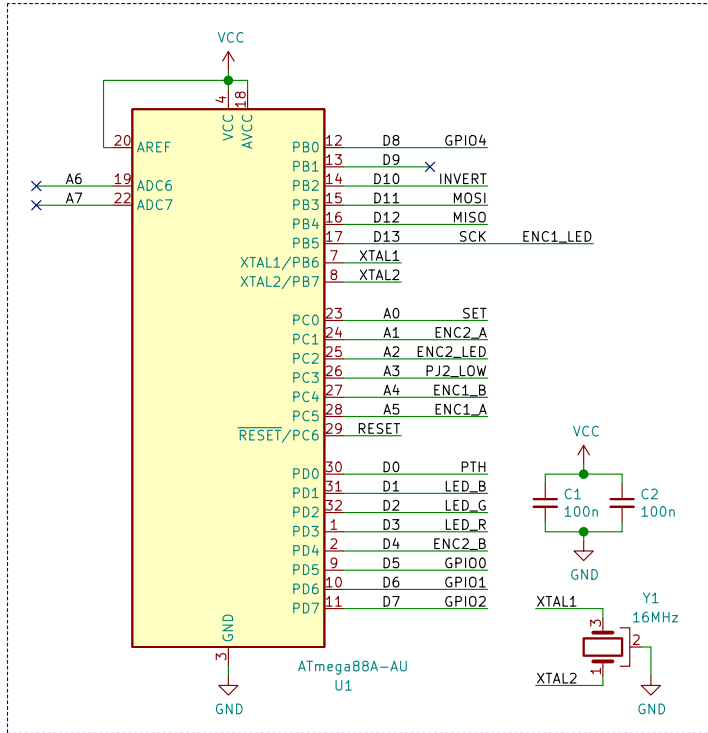 VCC
4 18
VCC AVCC
20 AREF PB0 12 D8 GPIO4
PB1 13 D9
A6 19 ADC6 PB2 14 D10 INVERT
A7 22 ADC7 PB3 15 D11 MOSI
PB4 16 D12 MISO
PB5 17 D13 SCK ENC1_LED
XTAL1/PB6 7 XTAL1
XTAL2/PB7 8 XTAL2
PC0 23 A0 SET
PC1 24 A1 ENC2_A
PC2 25 A2 ENC2_LED
PC3 26 A3 PJ2_LOW
PC4 27 A4 ENC1_B
PC5 28 A5 ENC1_A
RESET/PC6 29 RESET
PD0 30 D0 PTH
PD1 31 D1 LED_B
PD2 32 D2 LED_G
PD3 1 D3 LED_R
PD4 2 D4 ENC2_B
PD5 9 D5 GPIO0
PD6 10 D6 GPIO1
PD7 11 D7 GPIO2
GND
3
ATmega88A-AU
U1
GND
VCC
C1 C2
100n 100n
GND
XTAL1 Y1
16MHz
3
2
1
XTAL2
GND